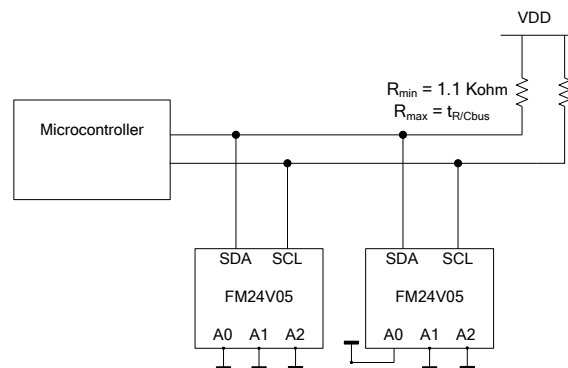 VDD
Rmin = 1.1 Kohm
Rmax = tR/Cbus
Microcontroller
SDA SCL
FM24V05
A0 A1 A2
SDA SCL
FM24V05
A0 A1 A2